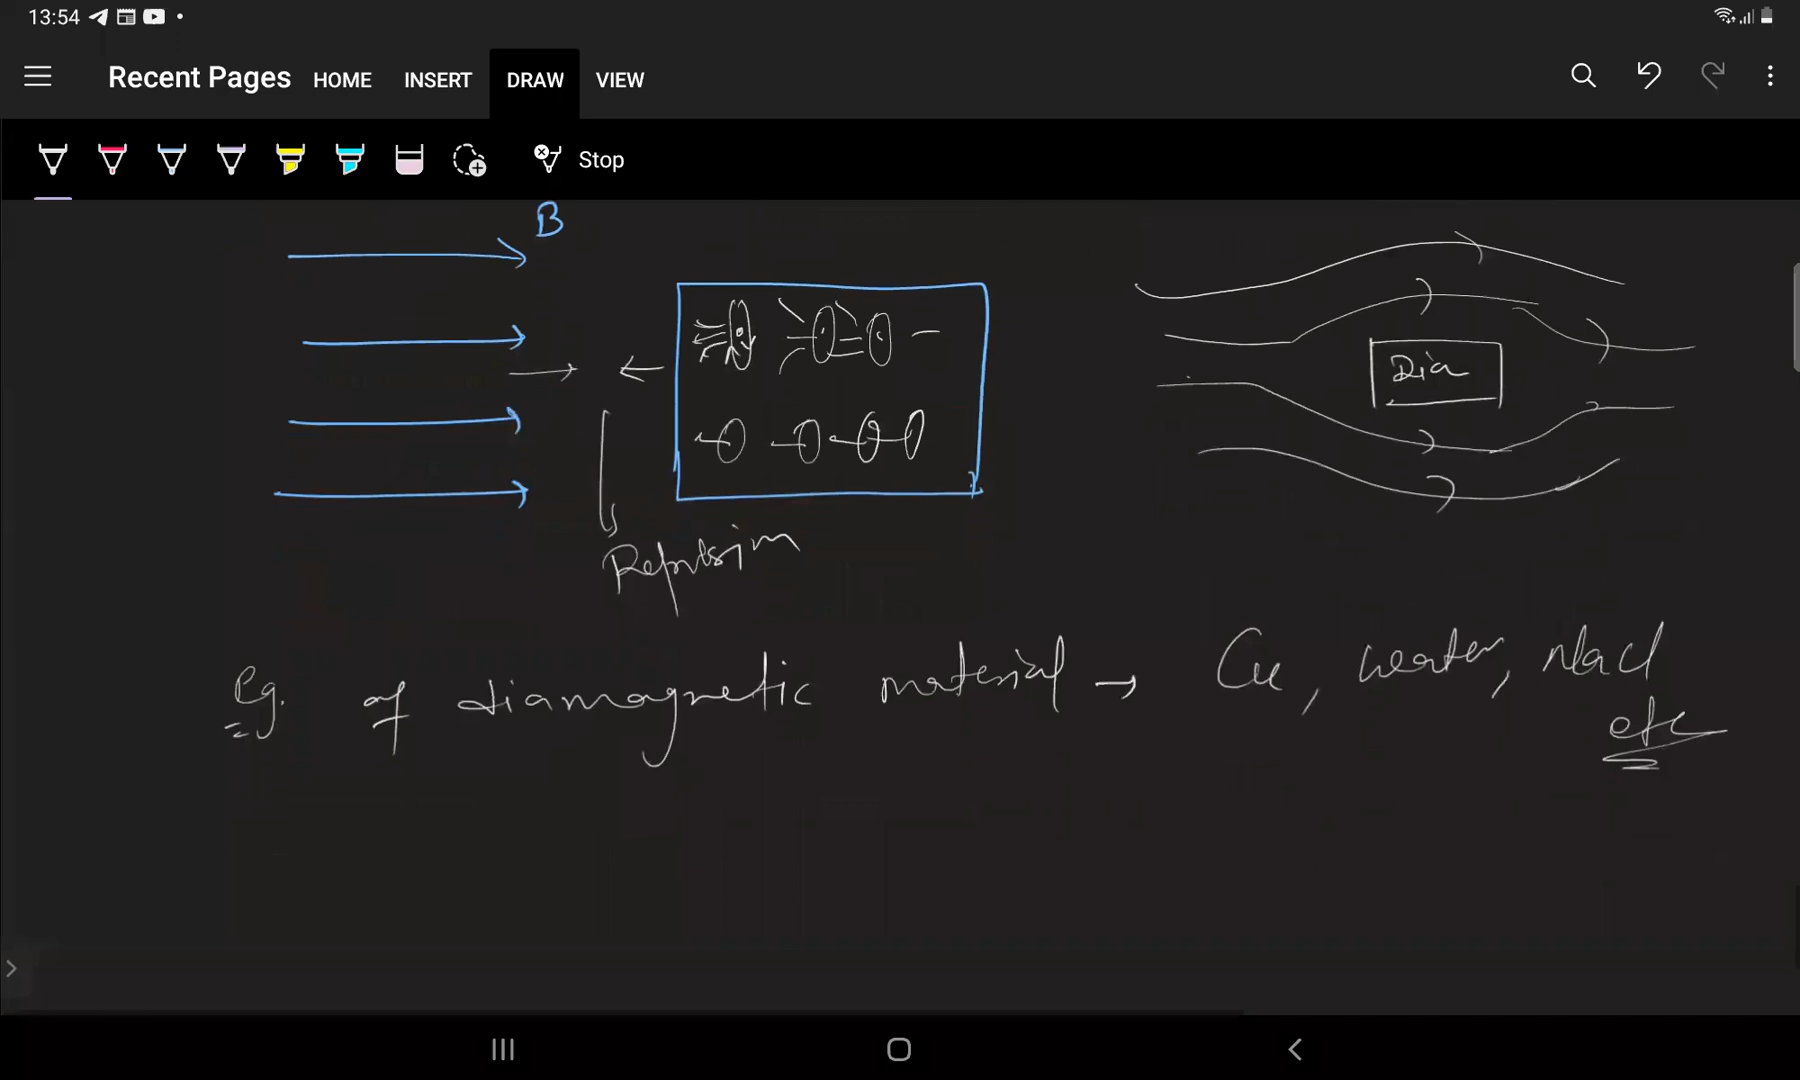 13:54
Recent Pages HOME INSERT DRAW VIEW
Stop
B
Dia
Repulsion
eg. of diamagnetic material → Cu, water, NaCl
etc